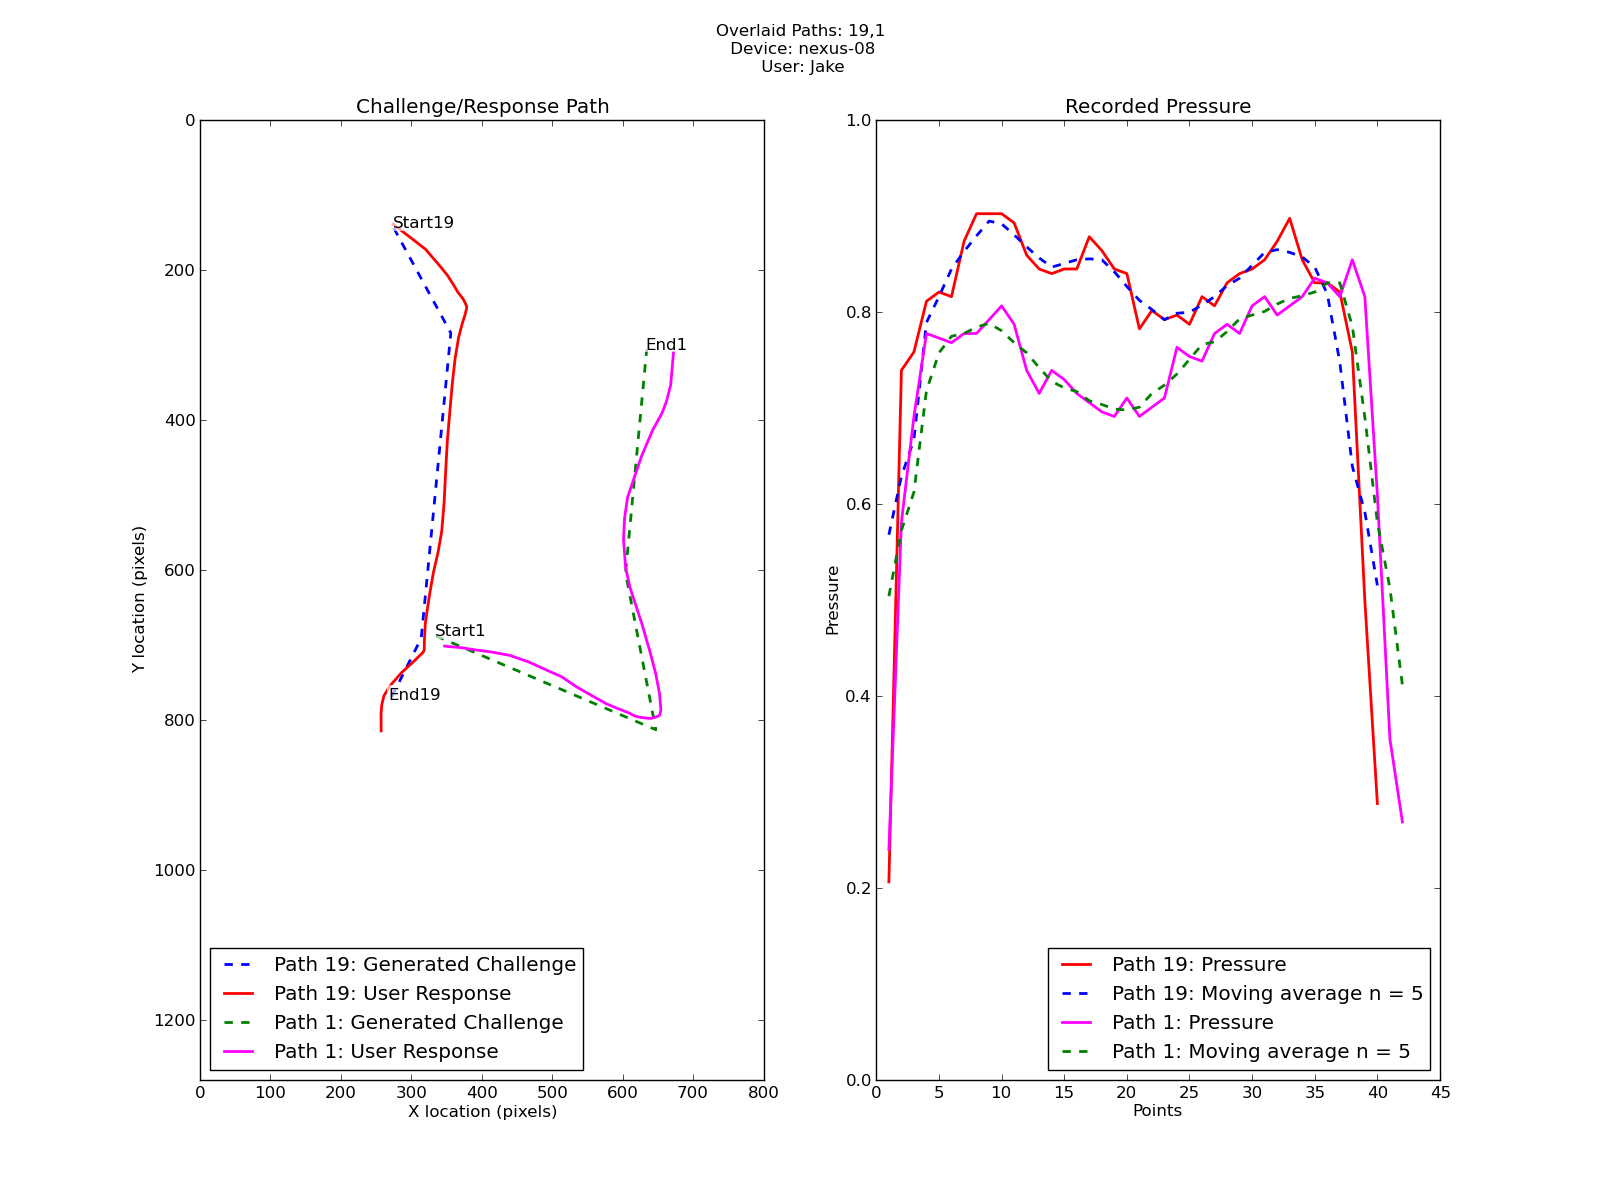 Overlaid Paths: 19,1
Device: nexus-08
User: Jake
Challenge/Response Path
0
200
400
600
800
1000
1200
Y location (pixels)
Start19
End1
Start1
End19
Path 19: Generated Challenge
Path 19: User Response
Path 1: Generated Challenge
Path 1: User Response
0 100 200 300 400 500 600 700 800
X location (pixels)
Recorded Pressure
1.0
0.8
0.6
0.4
0.2
0.0
Pressure
Path 19: Pressure
Path 19: Moving average n = 5
Path 1: Pressure
Path 1: Moving average n = 5
0 5 10 15 20 25 30 35 40 45
Points